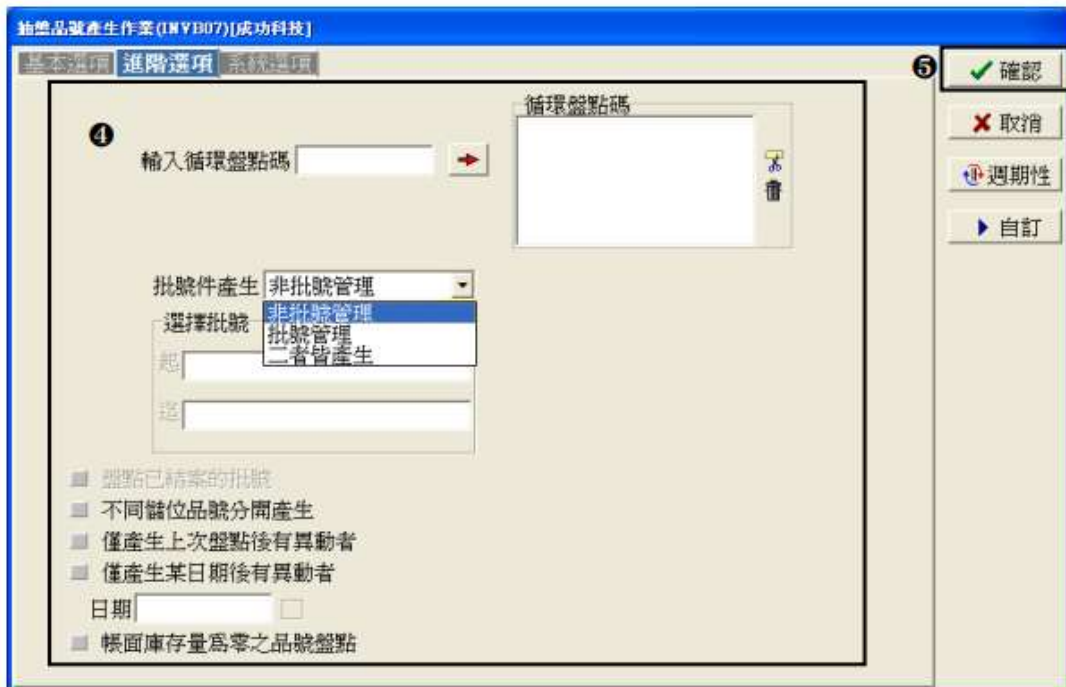 抽盤品號產生作業(INVB07)[成功科技]
基本選項 進階選項 系統選項
❺ 確認
取消
週期性
自訂
❹
循環盤點碼
輸入循環盤點碼
批號件產生 非批號管理
非批號管理
批號管理
二者皆產生
選擇批號
起
迄
盤點已結案的批號
不同儲位品號分開產生
僅產生上次盤點後有異動者
僅產生某日期後有異動者
日期
帳面庫存量為零之品號盤點